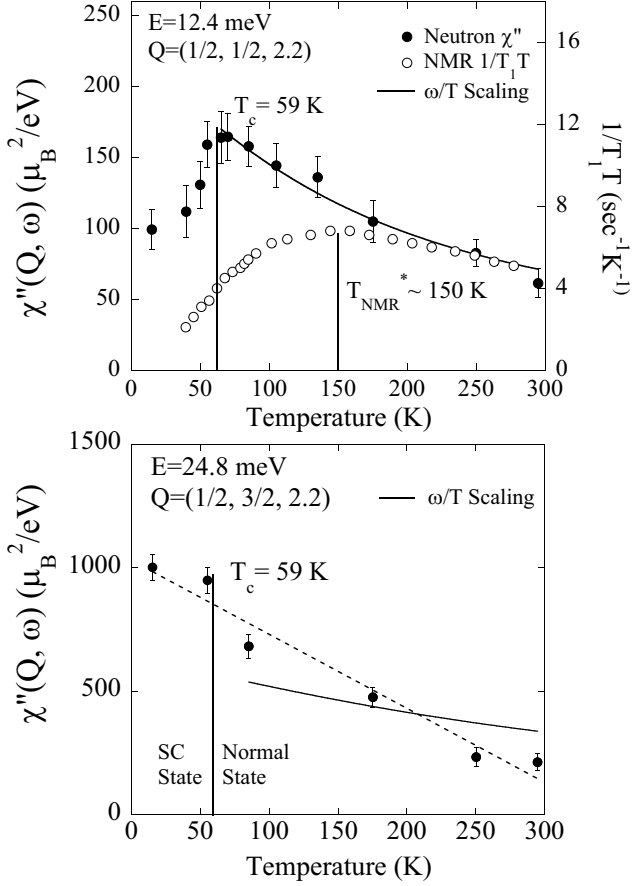 E=12.4 meV
Q=(1/2, 1/2, 2.2)
Neutron χ"
NMR 1/T₁T
ω/T Scaling
T_c = 59 K
T_NMR* ~ 150 K
χ"(Q, ω) (μ_B²/eV)
250
200
150
100
50
0
1/T₁T (sec⁻¹K⁻¹)
16
12
8
4
0
0 50 100 150 200 250 300
Temperature (K)
E=24.8 meV
Q=(1/2, 3/2, 2.2)
ω/T Scaling
T_c = 59 K
SC
State
Normal
State
χ"(Q, ω) (μ_B²/eV)
1500
1000
500
0
0 50 100 150 200 250 300
Temperature (K)